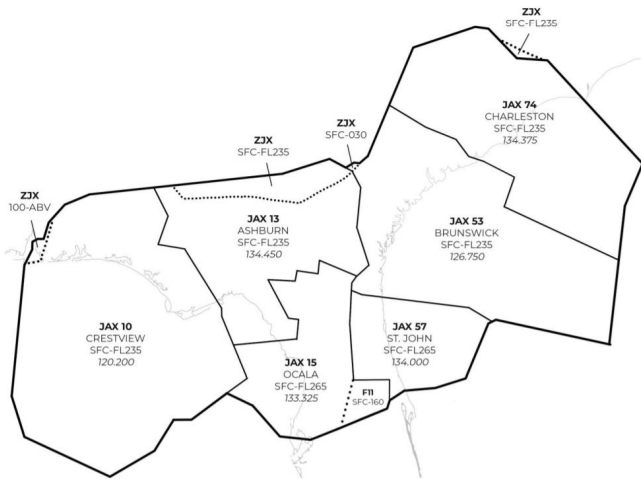 ZJX
SFC-FL235
JAX 74
CHARLESTON
SFC-FL235
134.375
ZJX
SFC-030
ZJX
SFC-FL235
ZJX
100-ABV
JAX 13
ASHBURN
SFC-FL235
134.450
JAX 53
BRUNSWICK
SFC-FL235
126.750
JAX 10
CRESTVIEW
SFC-FL235
120.200
JAX 57
ST. JOHN
SFC-FL265
134.000
JAX 15
OCALA
SFC-FL265
133.325
F11
SFC-160